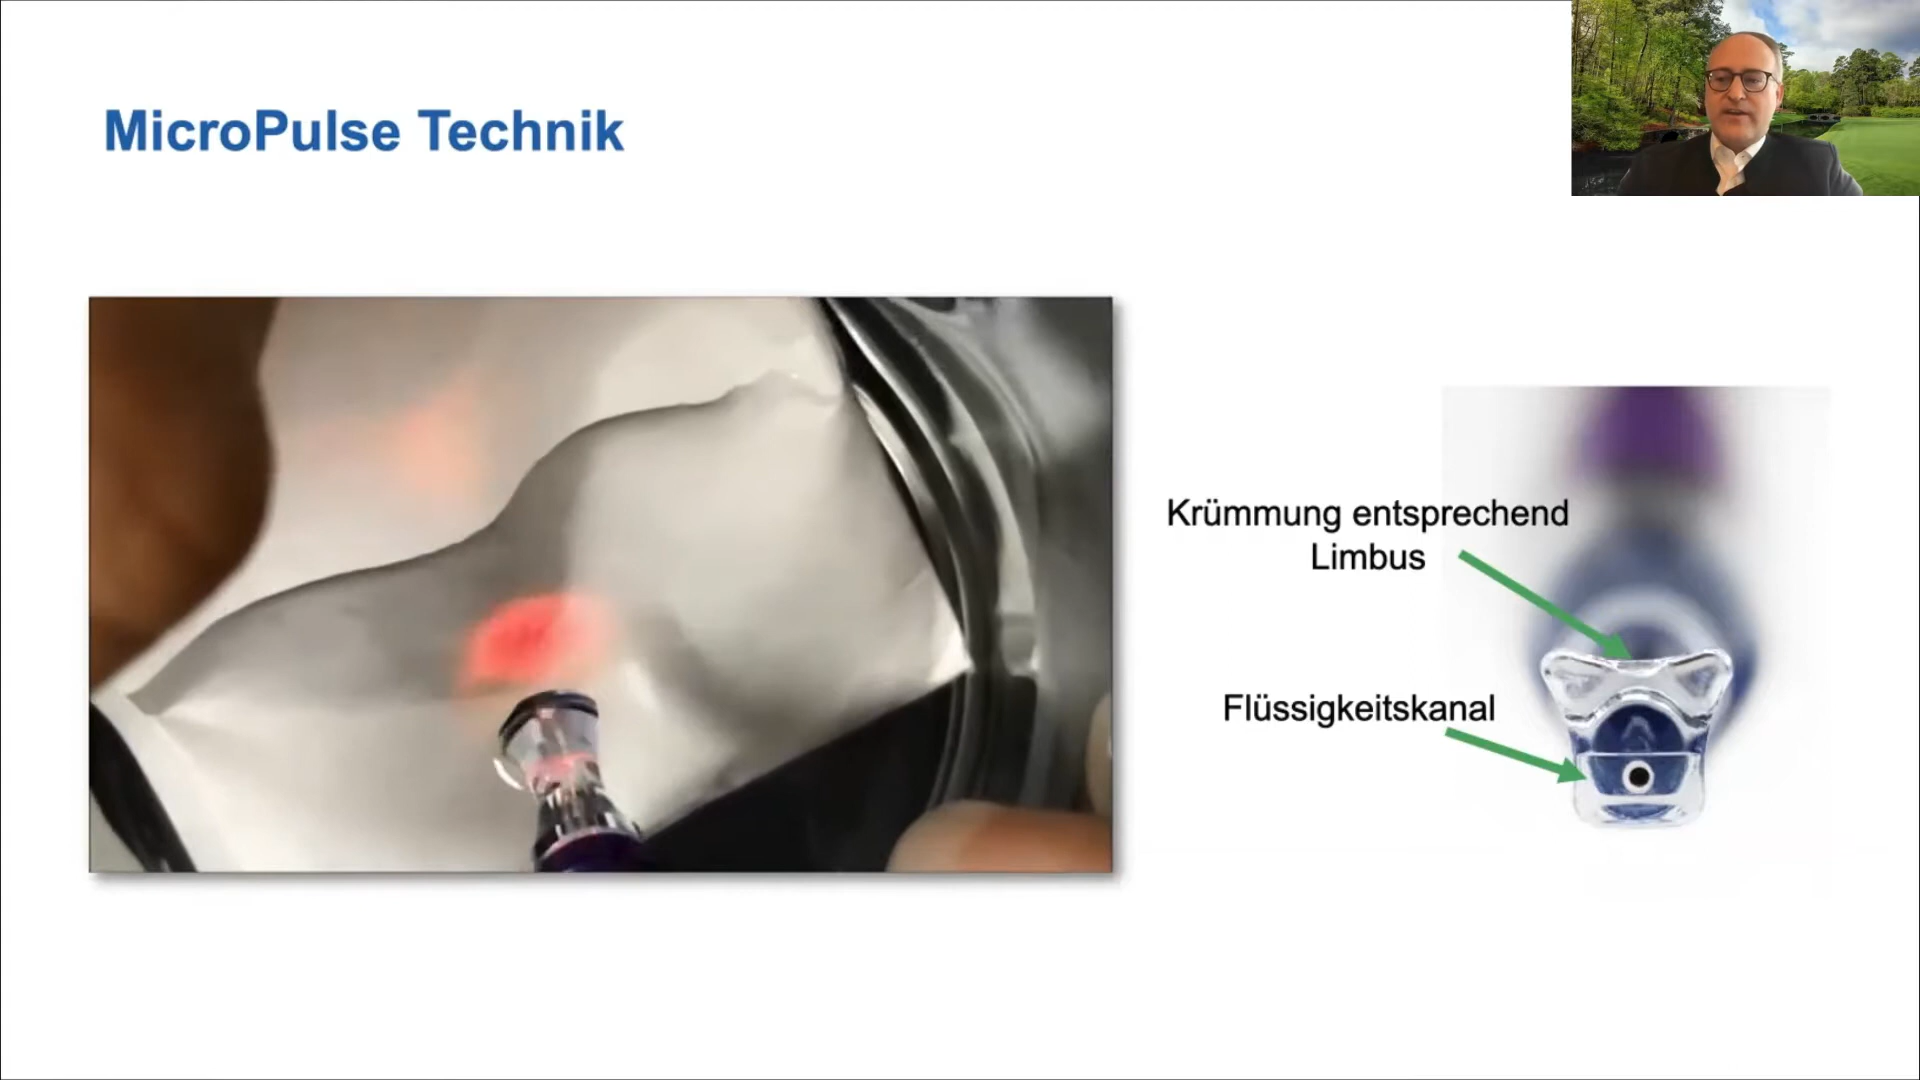 MicroPulse Technik
Krümmung entsprechend
Limbus
Flüssigkeitskanal